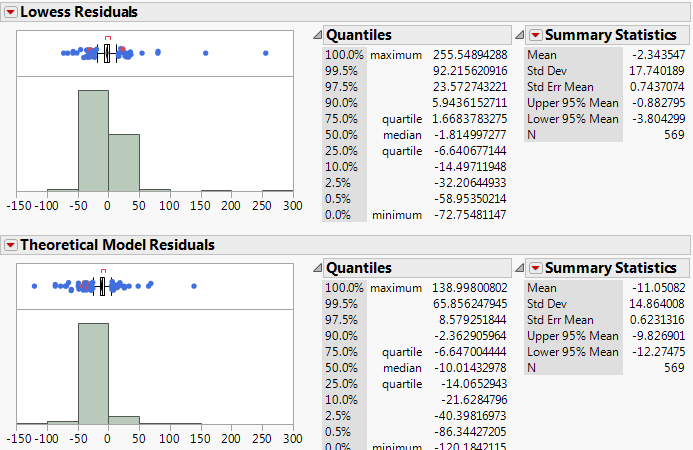 Lowess Residuals
-150 -100 -50 0 50 100 150 200 250 300
Quantiles
100.0% maximum 255.54894288
99.5% 92.215620916
97.5% 23.572743221
90.0% 5.9436152711
75.0% quartile 1.6683783275
50.0% median -1.814997277
25.0% quartile -6.640677144
10.0% -14.49711948
2.5% -32.20644933
0.5% -58.95350214
0.0% minimum -72.75481147
Summary Statistics
Mean -2.343547
Std Dev 17.740189
Std Err Mean 0.7437074
Upper 95% Mean -0.882795
Lower 95% Mean -3.804299
N 569
Theoretical Model Residuals
-150 -100 -50 0 50 100 150 200 250 300
Quantiles
100.0% maximum 138.99800802
99.5% 65.856247945
97.5% 8.579251844
90.0% -2.362905964
75.0% quartile -6.647004444
50.0% median -10.01432978
25.0% quartile -14.0652943
10.0% -21.6284796
2.5% -40.39816973
0.5% -86.34427205
0.0% minimum -120.1842115
Summary Statistics
Mean -11.05082
Std Dev 14.864008
Std Err Mean 0.6231316
Upper 95% Mean -9.826901
Lower 95% Mean -12.27475
N 569